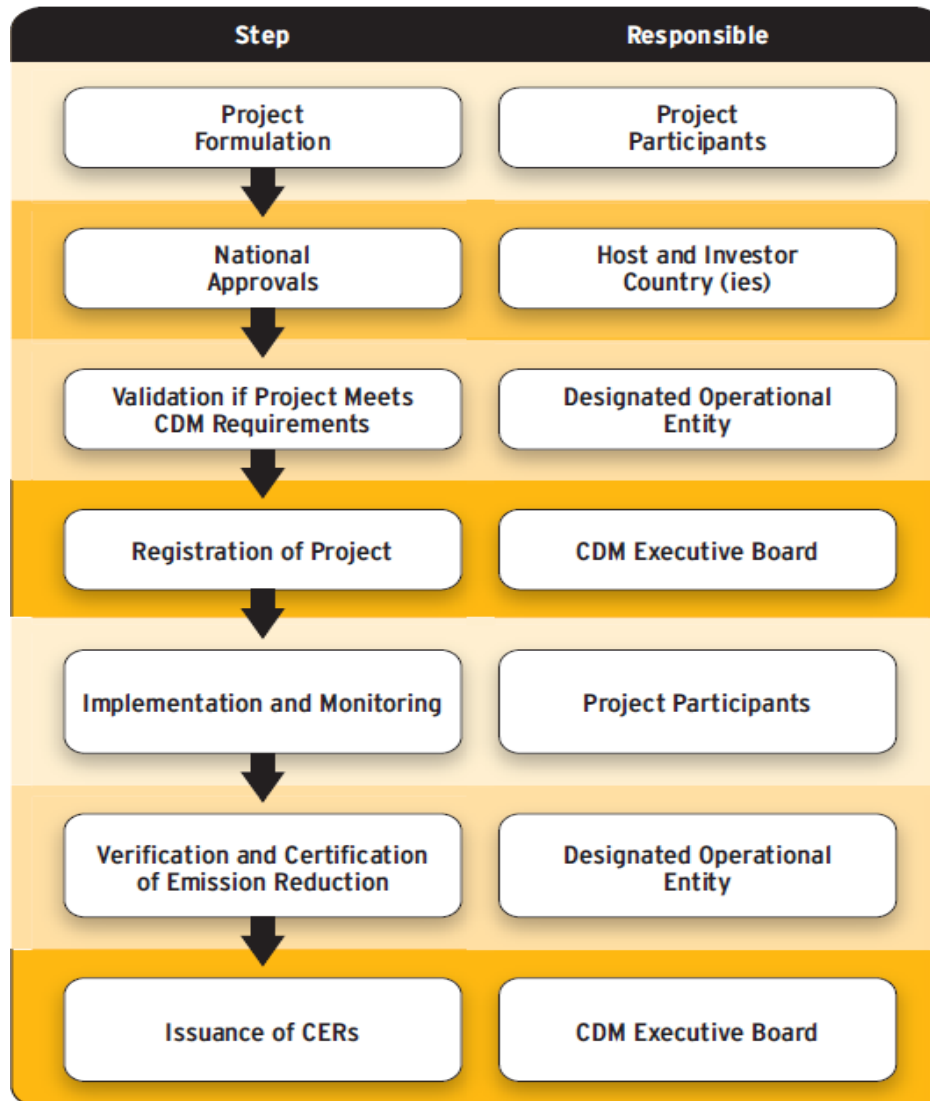 Step Responsible
Project
Formulation
Project
Participants
National
Approvals
Host and Investor
Country (ies)
Validation if Project Meets
CDM Requirements
Designated Operational
Entity
Registration of Project
CDM Executive Board
Implementation and Monitoring
Project Participants
Verification and Certification
of Emission Reduction
Designated Operational
Entity
Issuance of CERs
CDM Executive Board